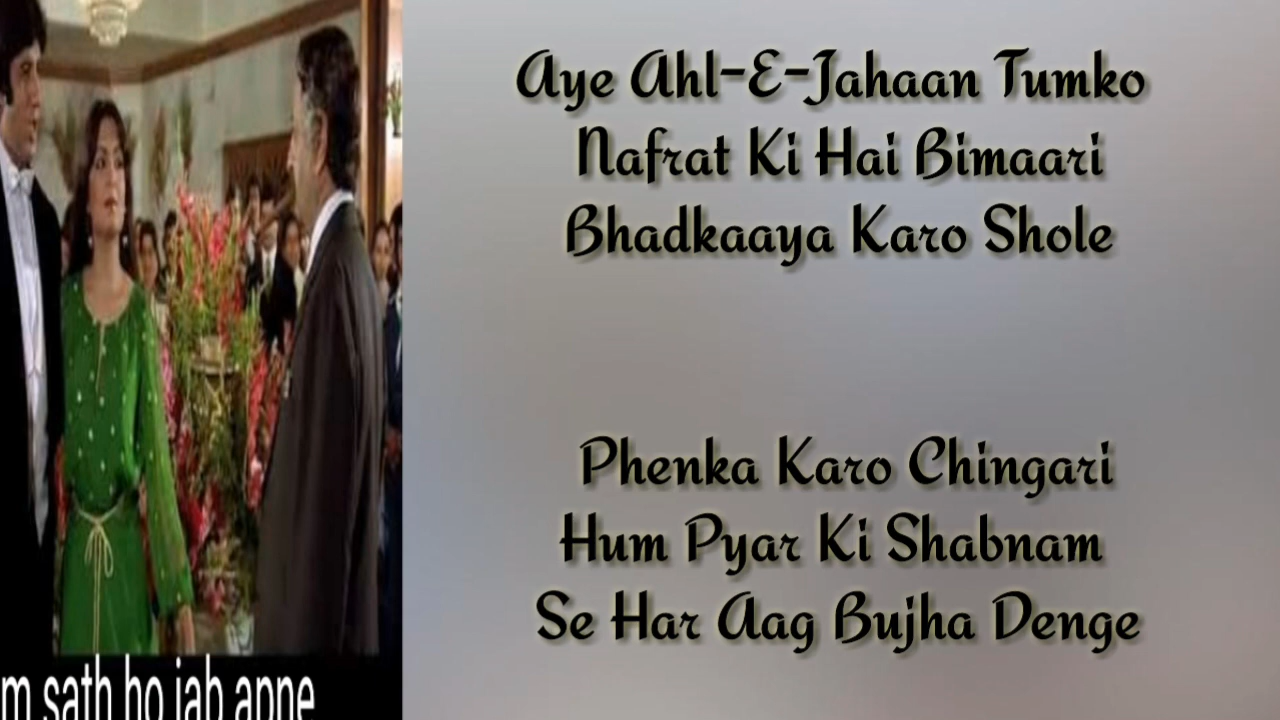 Aye Ahl-E-Jahaan Tumko
Nafrat Ki Hai Bimaari
Bhadkaaya Karo Shole
Phenka Karo Chingari
Hum Pyar Ki Shabnam
Se Har Aag Bujha Denge
m sath ho jab apne